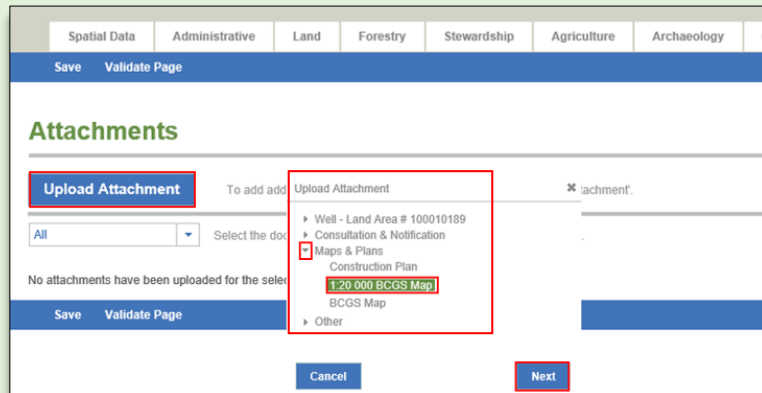 Spatial Data Administrative Land Forestry Stewardship Agriculture Archaeology
Save Validate Page
Attachments
Upload Attachment To add add
Upload Attachment ✖ tachment'.
Well - Land Area # 100010189
All Select the doc
Consultation & Notification
Maps & Plans
Construction Plan
No attachments have been uploaded for the selec
1:20 000 BCGS Map
BCGS Map
Save Validate Page
Other
Cancel Next